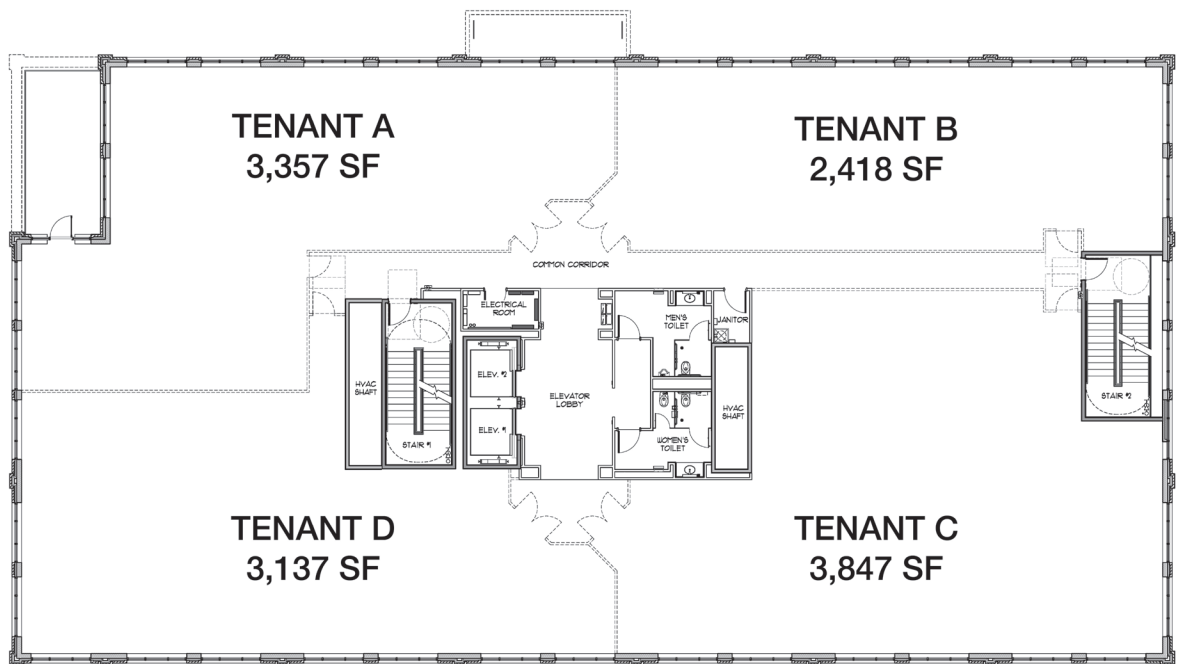 TENANT A
3,357 SF
TENANT B
2,418 SF
COMMON CORRIDOR
ELECTRICAL
ROOM
MEN'S
TOILET
JANITOR
ELEV. #2
HVAC
SHAFT
ELEVATOR
LOBBY
STAIR #2
HVAC
SHAFT
ELEV. #1
STAIR #1
WOMEN'S
TOILET
TENANT D
3,137 SF
TENANT C
3,847 SF